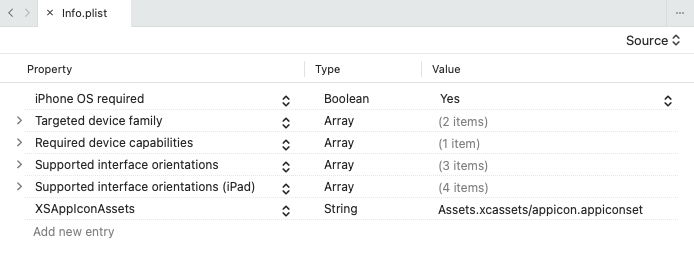 Info.plist
Source
Property Type Value
iPhone OS required Boolean Yes
Targeted device family Array (2 items)
Required device capabilities Array (1 item)
Supported interface orientations Array (3 items)
Supported interface orientations (iPad) Array (4 items)
XSAppIconAssets String Assets.xcassets/appicon.appiconset
Add new entry